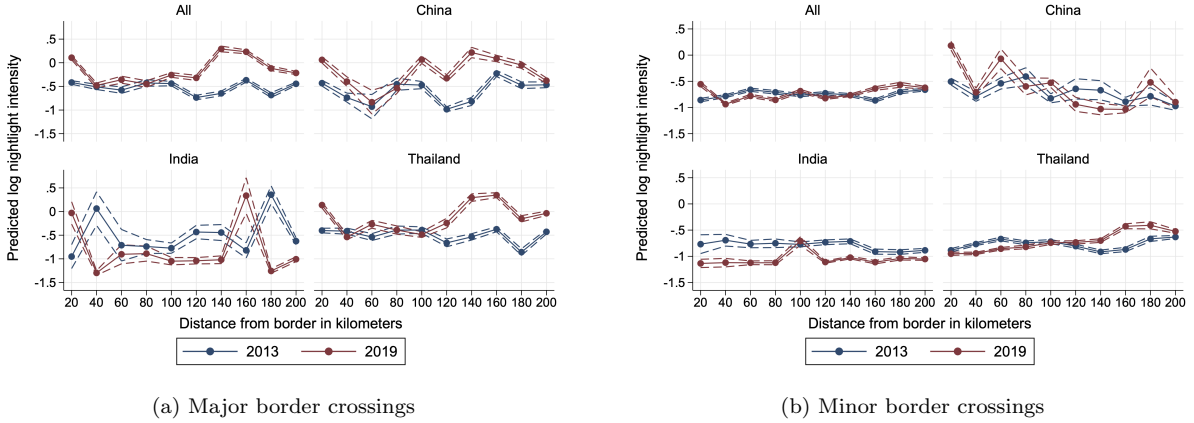 All
China
Predicted log nightlight intensity
.5
0
-.5
-1
-1.5
India
Thailand
.5
0
-.5
-1
-1.5
20 40 60 80 100 120 140 160 180 200
20 40 60 80 100 120 140 160 180 200
Distance from border in kilometers
2013
2019
(a) Major border crossings
All
China
Predicted log nightlight intensity
.5
0
-.5
-1
-1.5
India
Thailand
.5
0
-.5
-1
-1.5
20 40 60 80 100 120 140 160 180 200
20 40 60 80 100 120 140 160 180 200
Distance from border in kilometers
2013
2019
(b) Minor border crossings